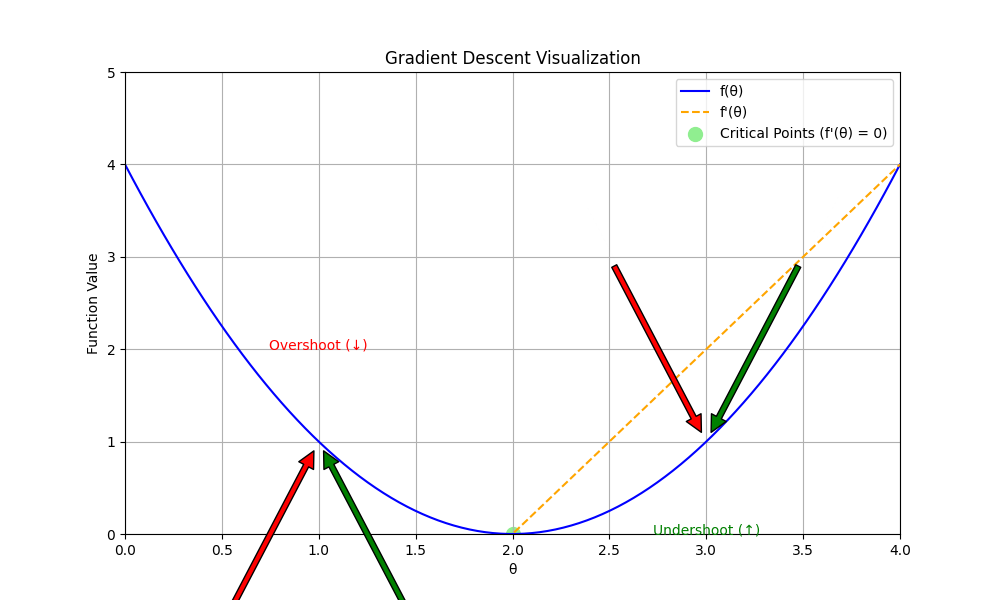 Gradient Descent Visualization
f(θ)
f'(θ)
Critical Points (f'(θ) = 0)
Function Value
5
4
3
2
1
0
Overshoot (↓)
Undershoot (↑)
0.0 0.5 1.0 1.5 2.0 2.5 3.0 3.5 4.0
θ